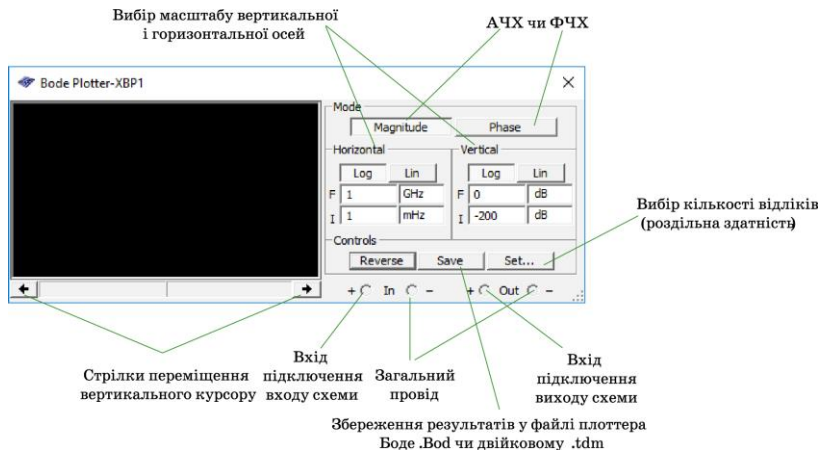 Вибір масштабу вертикальної
і горизонтальної осей
АЧХ чи ФЧХ
Bode Plotter-XBP1
Mode
Magnitude Phase
Horizontal Vertical
Log Lin Log Lin
F 1 GHz F 0 dB
I 1 mHz I -200 dB
Controls
Reverse Save Set...
+ In - + Out -
Вибір кількості відліків
(роздільна здатність)
Стрілки переміщення
вертикального курсору
Вхід
підключення
входу схеми
Загальний
провід
Вхід
підключення
виходу схеми
Збереження результатів у файлі плоттера
Боде .Bod чи двійковому .tdm